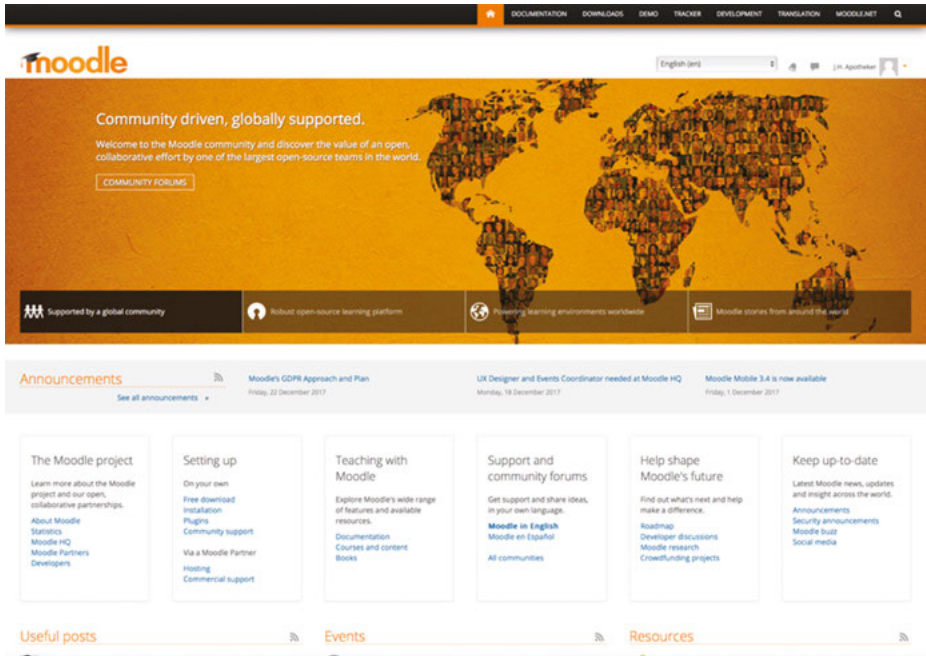 DOCUMENTATION DOWNLOADS DEMO TRACKER DEVELOPMENT TRANSLATION MOODLE.NET
moodle
English (en)
J.H. Apotheker
Community driven, globally supported.
Welcome to the Moodle community and discover the value of an open,
collaborative effort by one of the largest open-source teams in the world.
COMMUNITY FORUMS
Supported by a global community
Robust open-source learning platform
Powering learning environments worldwide
Moodle stories from around the world
Announcements
See all announcements
Moodle's GDPR Approach and Plan
Friday, 22 December 2017
UX Designer and Events Coordinator needed at Moodle HQ
Monday, 18 December 2017
Moodle Mobile 3.4 is now available
Friday, 1 December 2017
The Moodle project
Learn more about the Moodle
project and our open,
collaborative partnerships.
About Moodle
Statistics
Moodle HQ
Moodle Partners
Developers
Setting up
On your own
Free download
Installation
Plugins
Community support
Via a Moodle Partner
Hosting
Commercial support
Teaching with
Moodle
Explore Moodle's wide range
of features and available
resources.
Documentation
Courses and content
Books
Support and
community forums
Get support and share ideas,
in your own language.
Moodle in English
Moodle en Español
All communities
Help shape
Moodle's future
Find out what's next and help
make a difference.
Roadmap
Developer discussions
Moodle research
Crowdfunding projects
Keep up-to-date
Latest Moodle news, updates
and insight across the world.
Announcements
Security announcements
Moodle buzz
Social media
Useful posts
Events
Resources